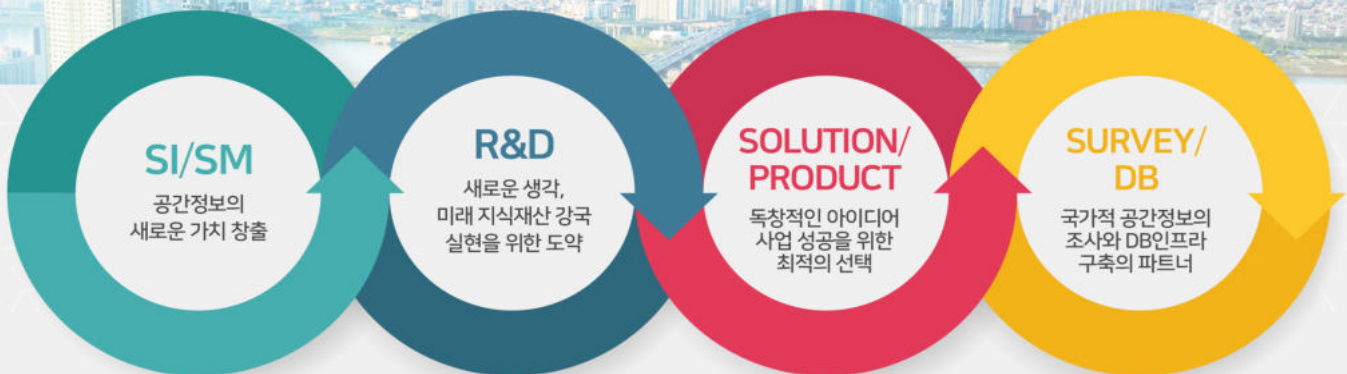 SI/SM
공간정보의
새로운 가치 창출
R&D
새로운 생각,
미래 지식재산 강국
실현을 위한 도약
SOLUTION/
PRODUCT
독창적인 아이디어
사업 성공을 위한
최적의 선택
SURVEY/
DB
국가적 공간정보의
조사와 DB인프라
구축의 파트너